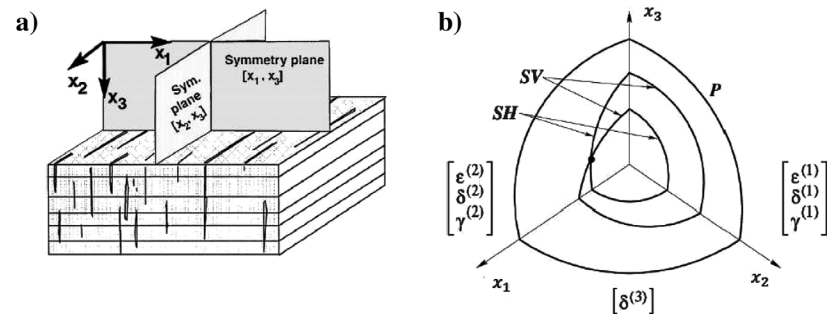 a)
x₁
x₂
x₃
Symmetry plane
[x₁, x₃]
Sym.
plane
[x₂, x₃]
b)
x₃
SV
P
SH
ε⁽²⁾
δ⁽²⁾
γ⁽²⁾
ε⁽¹⁾
δ⁽¹⁾
γ⁽¹⁾
x₁
x₂
[δ⁽³⁾]